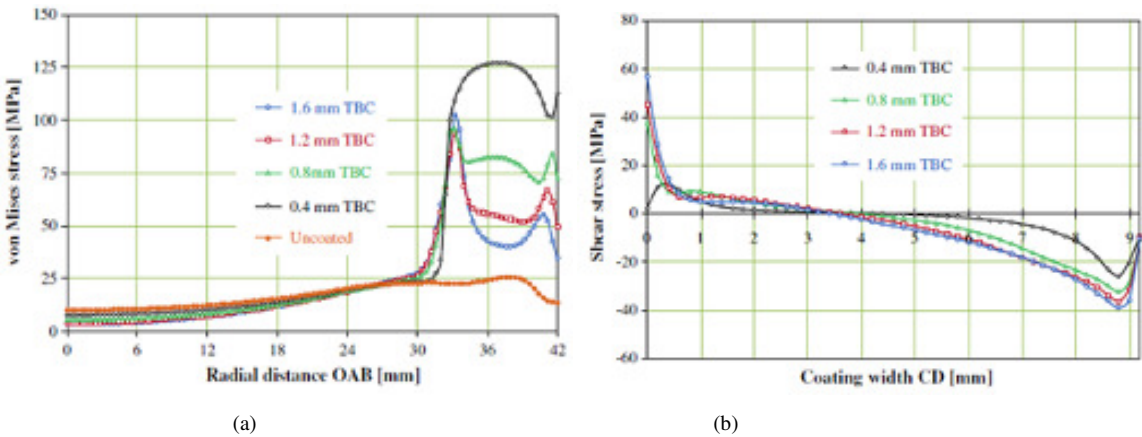 150
125
100
75
50
25
0
von Mises stress [MPa]
1.6 mm TBC
1.2 mm TBC
0.8mm TBC
0.4 mm TBC
Uncoated
0 6 12 18 24 30 36 42
Radial distance OAB [mm]
(a)
80
60
40
20
0
-20
-40
-60
Shear stress [MPa]
0.4 mm TBC
0.8 mm TBC
1.2 mm TBC
1.6 mm TBC
0 1 2 3 4 5 6 7 8 9
Coating width CD [mm]
(b)